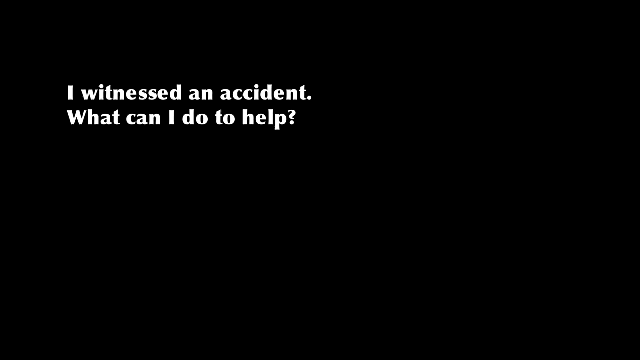 I witnessed an accident.
What can I do to help?